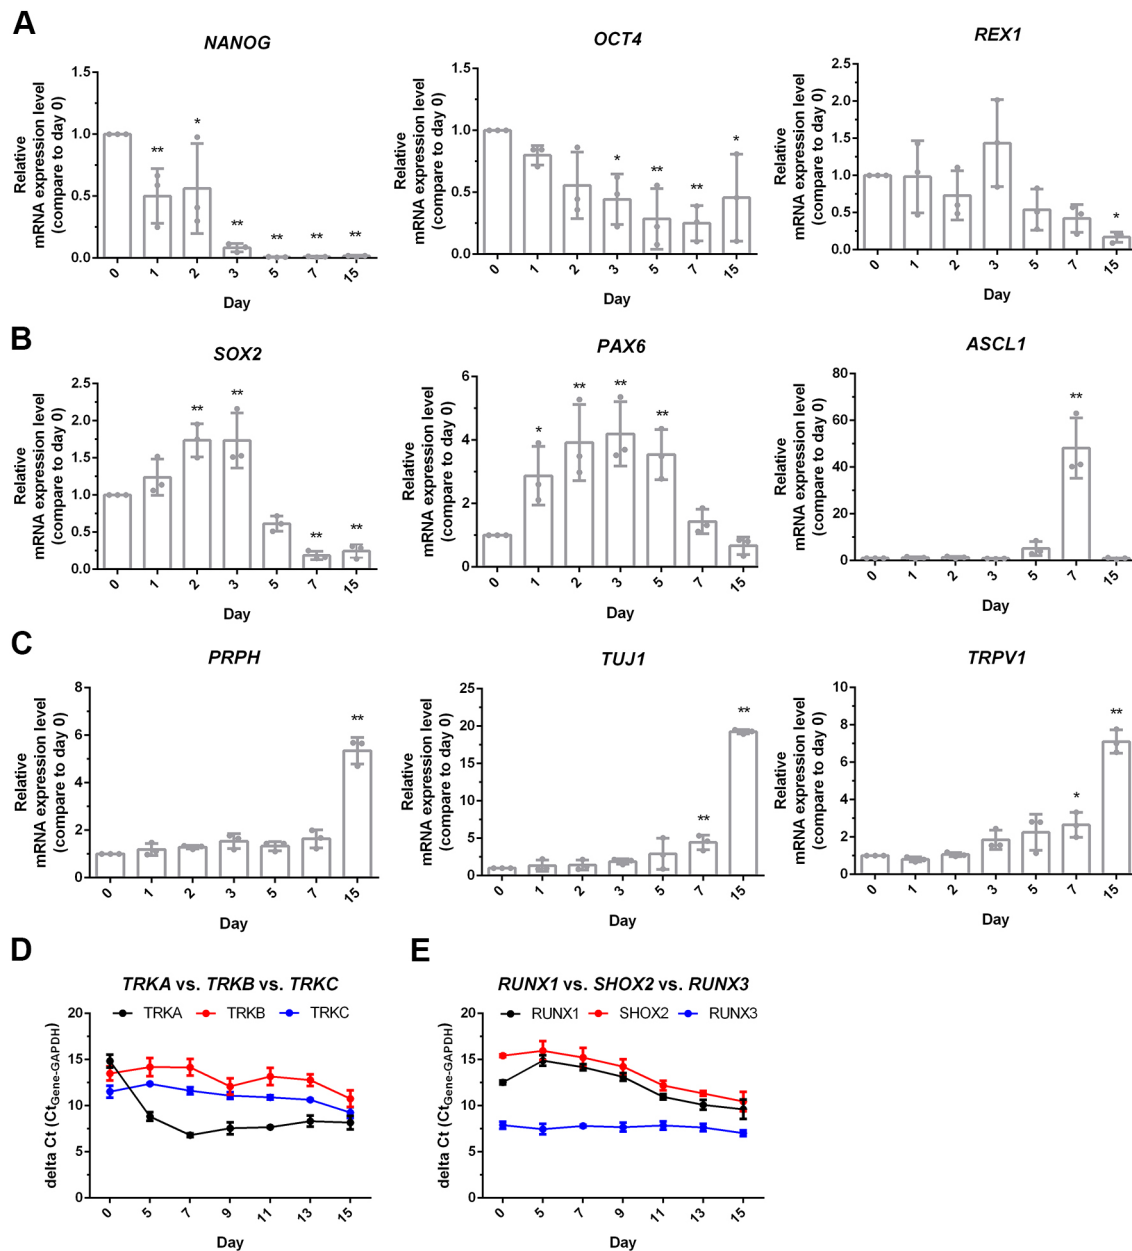 A
NANOG
Relative
mRNA expression level
(compare to day 0)
1.5
1.0
0.5
0.0
** * ** ** ** **
0 1 2 3 5 7 15
Day
OCT4
Relative
mRNA expression level
(compare to day 0)
1.5
1.0
0.5
0.0
* ** ** *
0 1 2 3 5 7 15
Day
REX1
Relative
mRNA expression level
(compare to day 0)
2.5
2.0
1.5
1.0
0.5
0.0
*
0 1 2 3 5 7 15
Day
B
SOX2
Relative
mRNA expression level
(compare to day 0)
2.5
2.0
1.5
1.0
0.5
0.0
** ** ** **
0 1 2 3 5 7 15
Day
PAX6
Relative
mRNA expression level
(compare to day 0)
6
4
2
0
* ** ** **
0 1 2 3 5 7 15
Day
ASCL1
Relative
mRNA expression level
(compare to day 0)
80
60
40
20
0
**
0 1 2 3 5 7 15
Day
C
PRPH
Relative
mRNA expression level
(compare to day 0)
8
6
4
2
0
**
0 1 2 3 5 7 15
Day
TUJ1
Relative
mRNA expression level
(compare to day 0)
25
20
15
10
5
0
** **
0 1 2 3 5 7 15
Day
TRPV1
Relative
mRNA expression level
(compare to day 0)
10
8
6
4
2
0
* **
0 1 2 3 5 7 15
Day
D
TRKA vs. TRKB vs. TRKC
TRKA TRKB TRKC
delta Ct (CtGene-GAPDH)
20
15
10
5
0
0 5 7 9 11 13 15
Day
E
RUNX1 vs. SHOX2 vs. RUNX3
RUNX1 SHOX2 RUNX3
delta Ct (CtGene-GAPDH)
20
15
10
5
0
0 5 7 9 11 13 15
Day